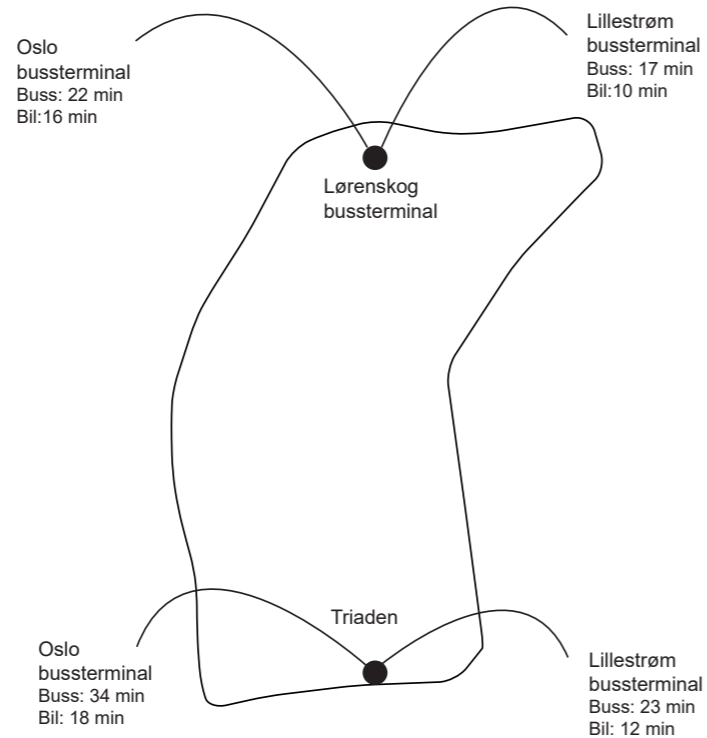 Oslo
bussterminal
Buss: 22 min
Bil:16 min
Lillestrøm
bussterminal
Buss: 17 min
Bil:10 min
Lørenskog
bussterminal
Triaden
Oslo
bussterminal
Buss: 34 min
Bil: 18 min
Lillestrøm
bussterminal
Buss: 23 min
Bil: 12 min